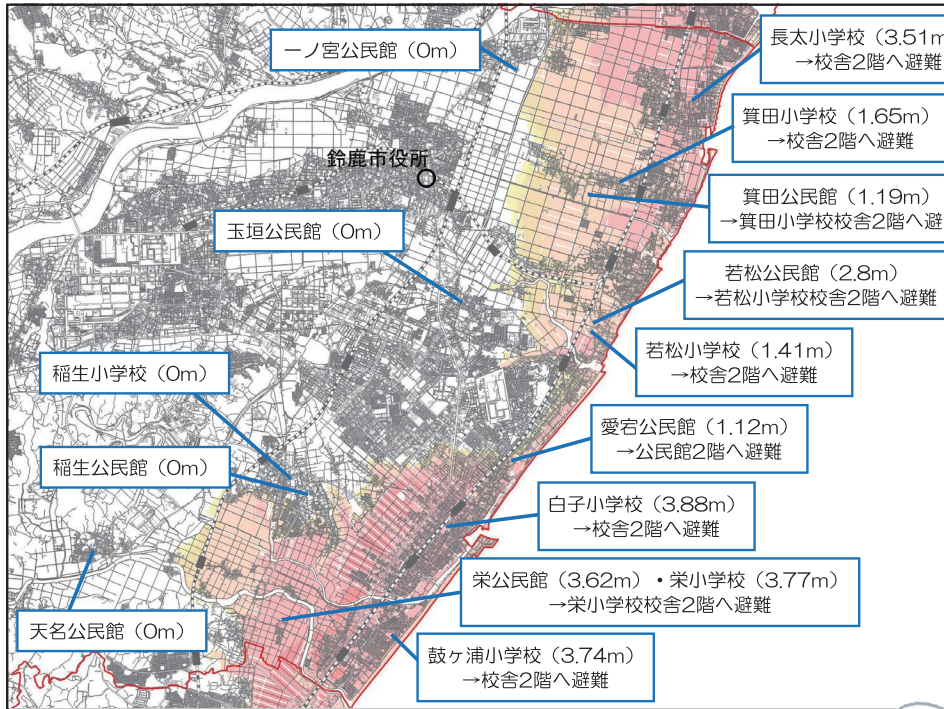 一ノ宮公民館（0m）
長太小学校（3.51m
→校舎2階へ避難
箕田小学校（1.65m）
→校舎2階へ避難
鈴鹿市役所
箕田公民館（1.19m）
→箕田小学校校舎2階へ避
玉垣公民館（0m）
若松公民館（2.8m）
→若松小学校校舎2階へ避難
若松小学校（1.41m）
→校舎2階へ避難
稲生小学校（0m）
愛宕公民館（1.12m）
→公民館2階へ避難
稲生公民館（0m）
白子小学校（3.88m）
→校舎2階へ避難
栄公民館（3.62m）・栄小学校（3.77m）
→栄小学校校舎2階へ避難
天名公民館（0m）
鼓ヶ浦小学校（3.74m）
→校舎2階へ避難